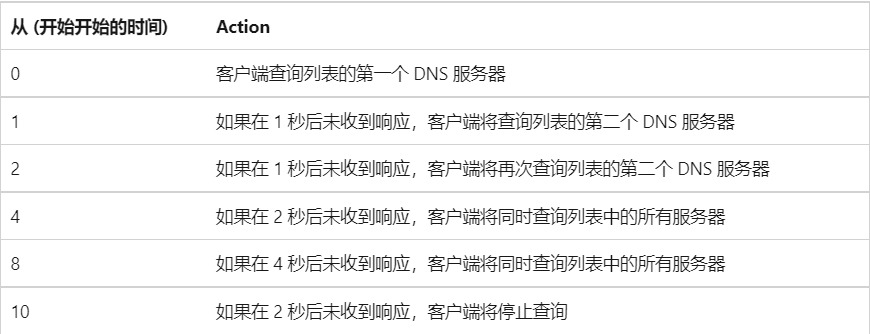 从 (开始开始的时间) Action
0 客户端查询列表的第一个 DNS 服务器
1 如果在 1 秒后未收到响应，客户端将查询列表的第二个 DNS 服务器
2 如果在 1 秒后未收到响应，客户端将再次查询列表的第二个 DNS 服务器
4 如果在 2 秒后未收到响应，客户端将同时查询列表中的所有服务器
8 如果在 4 秒后未收到响应，客户端将同时查询列表中的所有服务器
10 如果在 2 秒后未收到响应，客户端将停止查询